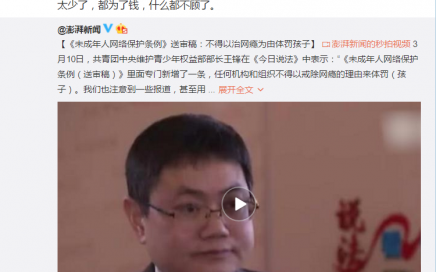 太少了，都为了钱，什么都不顾了。
@澎湃新闻
【《未成年人网络保护条例》送审稿：不得以治网瘾为由体罚孩子】 澎湃新闻的秒拍视频 3
月10日，共青团中央维护青少年权益部部长王锋在《今日说法》中表示："《未成年人网络保护
条例（送审稿）》里面专门新增了一条，任何机构和组织不得以戒除网瘾的理由来体罚（孩
子）。我们也注意到一些报道，甚至用 ... 展开全文
说法